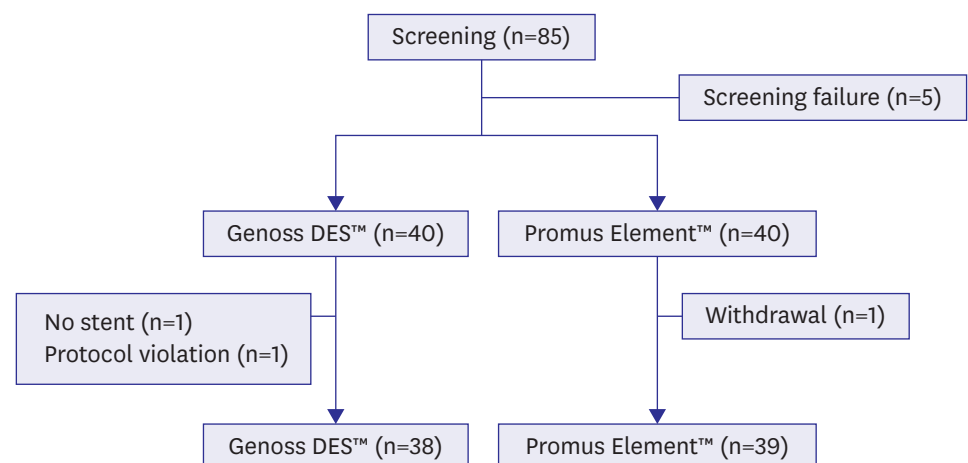 Screening (n=85)
Screening failure (n=5)
Genoss DES™ (n=40)
Promus Element™ (n=40)
No stent (n=1)
Protocol violation (n=1)
Withdrawal (n=1)
Genoss DES™ (n=38)
Promus Element™ (n=39)